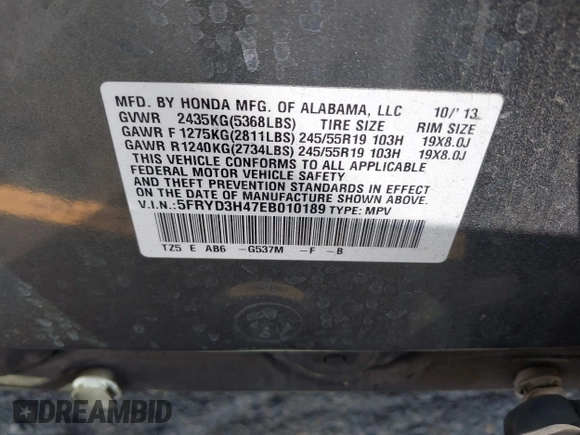 MFD. BY HONDA MFG. OF ALABAMA, LLC 10/'13
GVWR 2435KG(5368LBS) TIRE SIZE RIM SIZE
GAWR F 1275KG(2811LBS) 245/55R19 103H 19X8.0J
GAWR R1240KG(2734LBS) 245/55R19 103H 19X8.0J
THIS VEHICLE CONFORMS TO ALL APPLICABLE
FEDERAL MOTOR VEHICLE SAFETY
AND THEFT PREVENTION STANDARDS IN EFFECT
ON THE DATE OF MANUFACTURE SHOWN ABOVE.
V.I.N.:5FRYD3H47EB010189 TYPE: MPV
TZ5 E AB6 -G537M -F -B
DREAMBID